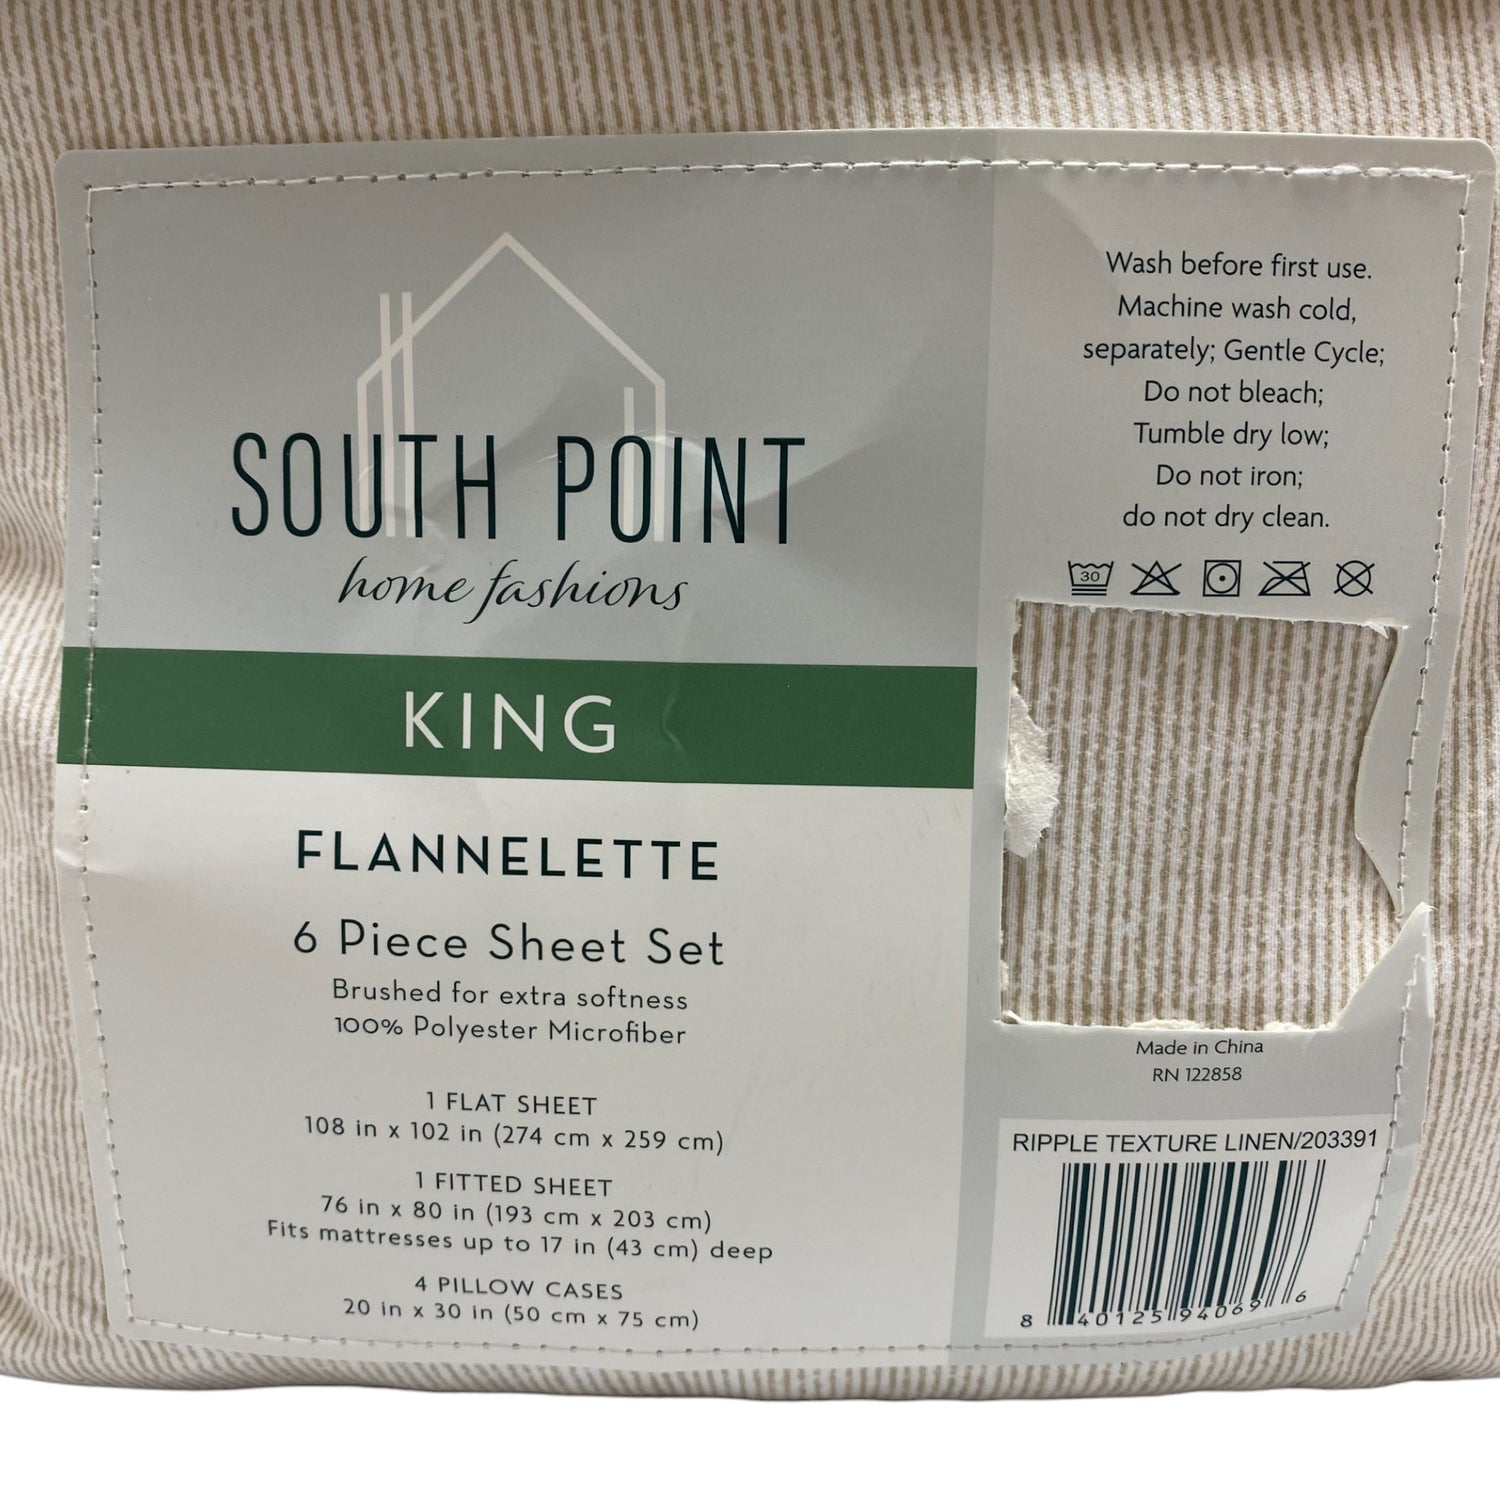 SOUTH POINT
home fashions
KING
FLANNELETTE
6 Piece Sheet Set
Brushed for extra softness
100% Polyester Microfiber
1 FLAT SHEET
108 in x 102 in (274 cm x 259 cm)
1 FITTED SHEET
76 in x 80 in (193 cm x 203 cm)
Fits mattresses up to 17 in (43 cm) deep
4 PILLOW CASES
20 in x 30 in (50 cm x 75 cm)
Wash before first use.
Machine wash cold,
separately; Gentle Cycle;
Do not bleach;
Tumble dry low;
Do not iron;
do not dry clean.
30
Made in China
RN 122858
RIPPLE TEXTURE LINEN/203391
8 40125 94069 6